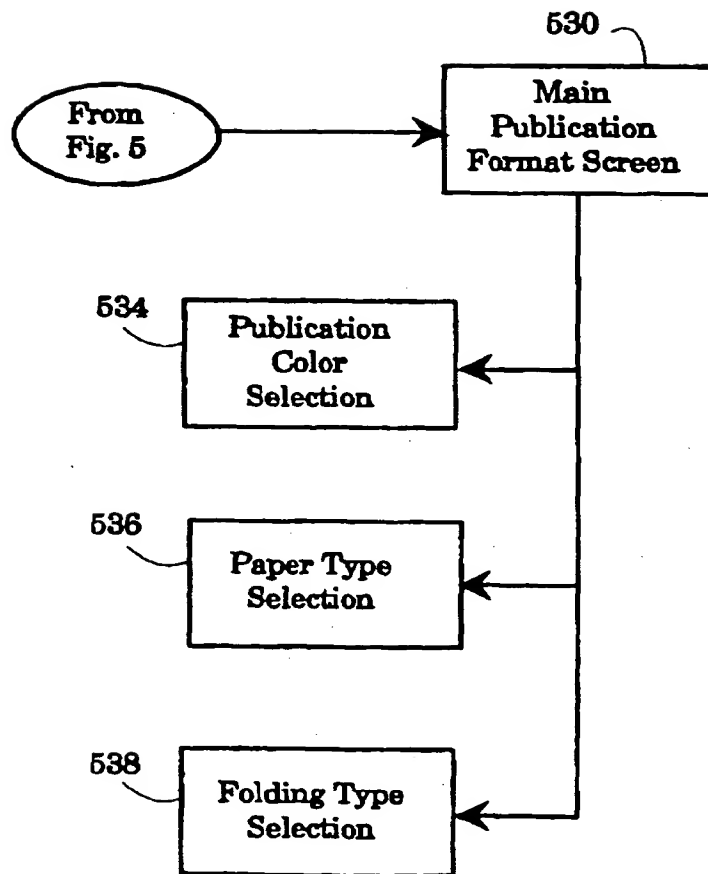 530
From
Fig. 5
Main
Publication
Format Screen
534
Publication
Color
Selection
536
Paper Type
Selection
538
Folding Type
Selection